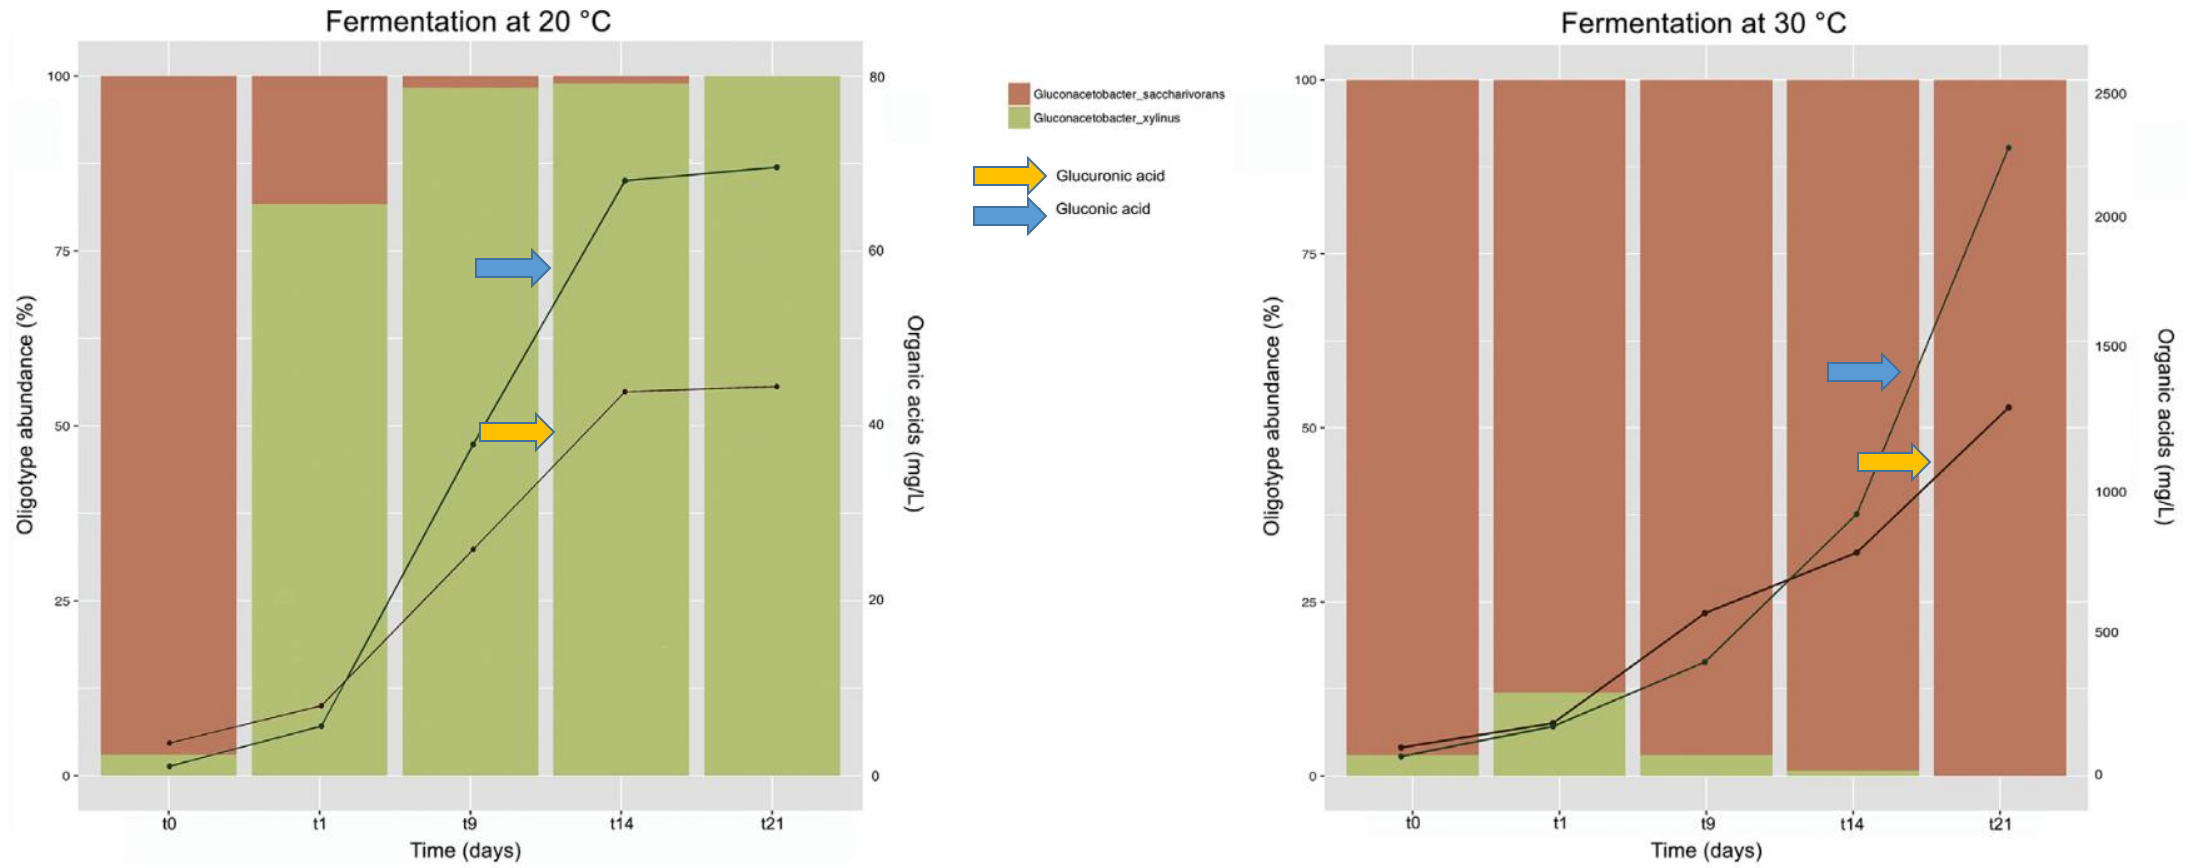 Fermentation at 20 °C
100
75
50
25
0
Oligotype abundance (%)
80
60
40
20
0
Organic acids (mg/L)
t0
t1
t9
t14
t21
Time (days)
Gluconacetobacter_saccharivorans
Gluconacetobacter_xylinus
Glucuronic acid
Gluconic acid
Fermentation at 30 °C
100
75
50
25
0
Oligotype abundance (%)
2500
2000
1500
1000
500
0
Organic acids (mg/L)
t0
t1
t9
t14
t21
Time (days)